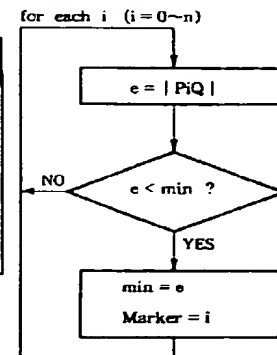 for each i (i = 0~n)
e = | PiQ |
e < min ?
NO
YES
min = e
Marker = i